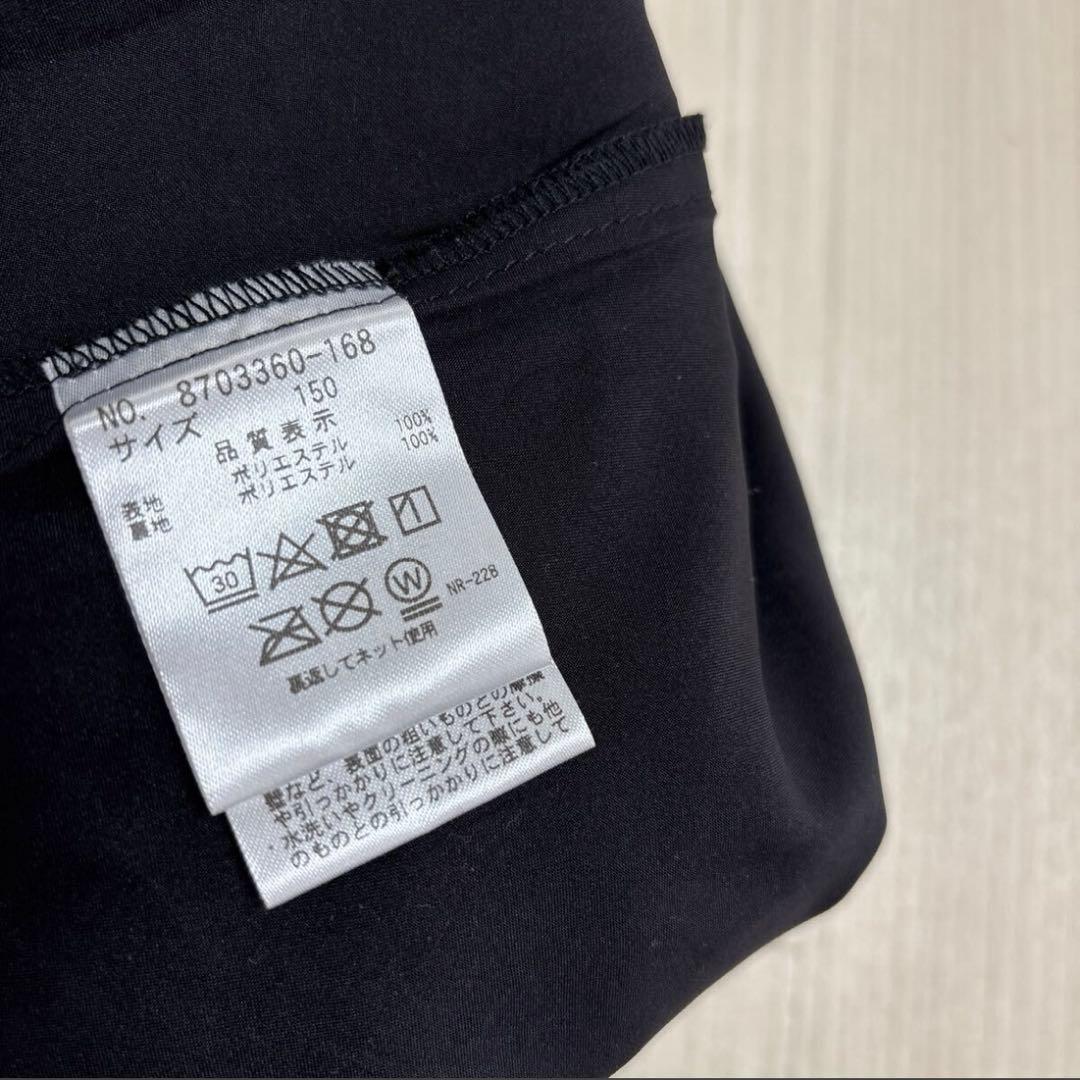 NO. 8703360-168
サイズ 150
品質表示
表地 ポリエステル 100%
裏地 ポリエステル 100%
30
W NR-228
裏返してネット使用
表面の粗いものとの摩擦
や引っかかりに注意して下さい。
・水洗いやクリーニングの際にも他
のものとの引っかかりに注意して